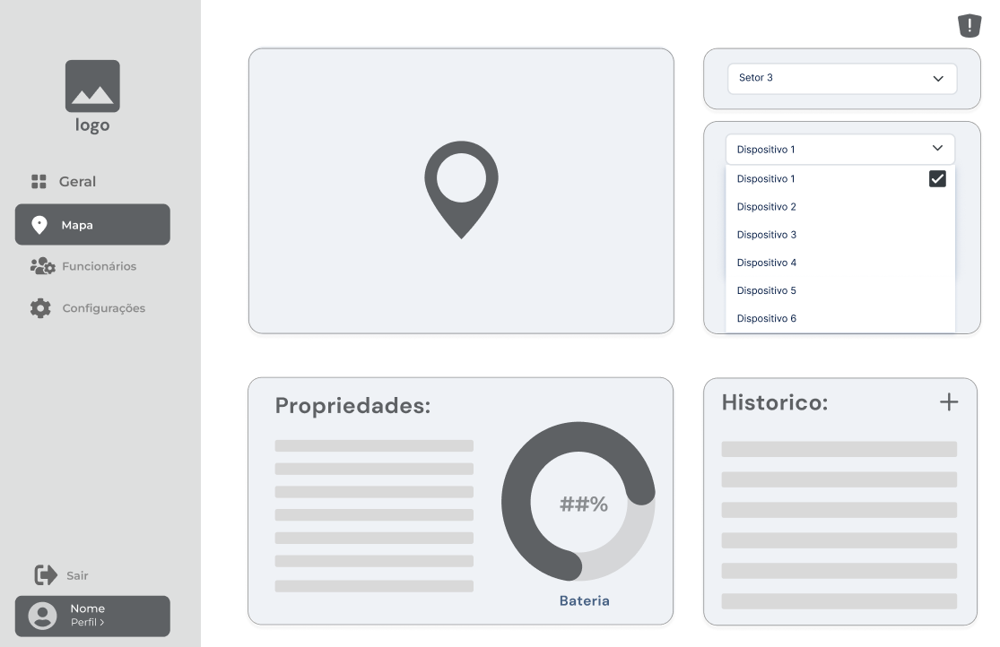 logo
Geral
Mapa
Funcionários
Configurações
Sair
Nome
Perfil >
Setor 3
Dispositivo 1
Dispositivo 1
Dispositivo 2
Dispositivo 3
Dispositivo 4
Dispositivo 5
Dispositivo 6
Propriedades:
##%
Bateria
Historico: